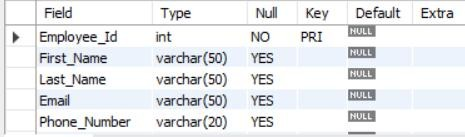 Field Type Null Key Default Extra
Employee_Id int NO PRI NULL
First_Name varchar(50) YES NULL
Last_Name varchar(50) YES NULL
Email varchar(50) YES NULL
Phone_Number varchar(20) YES NULL